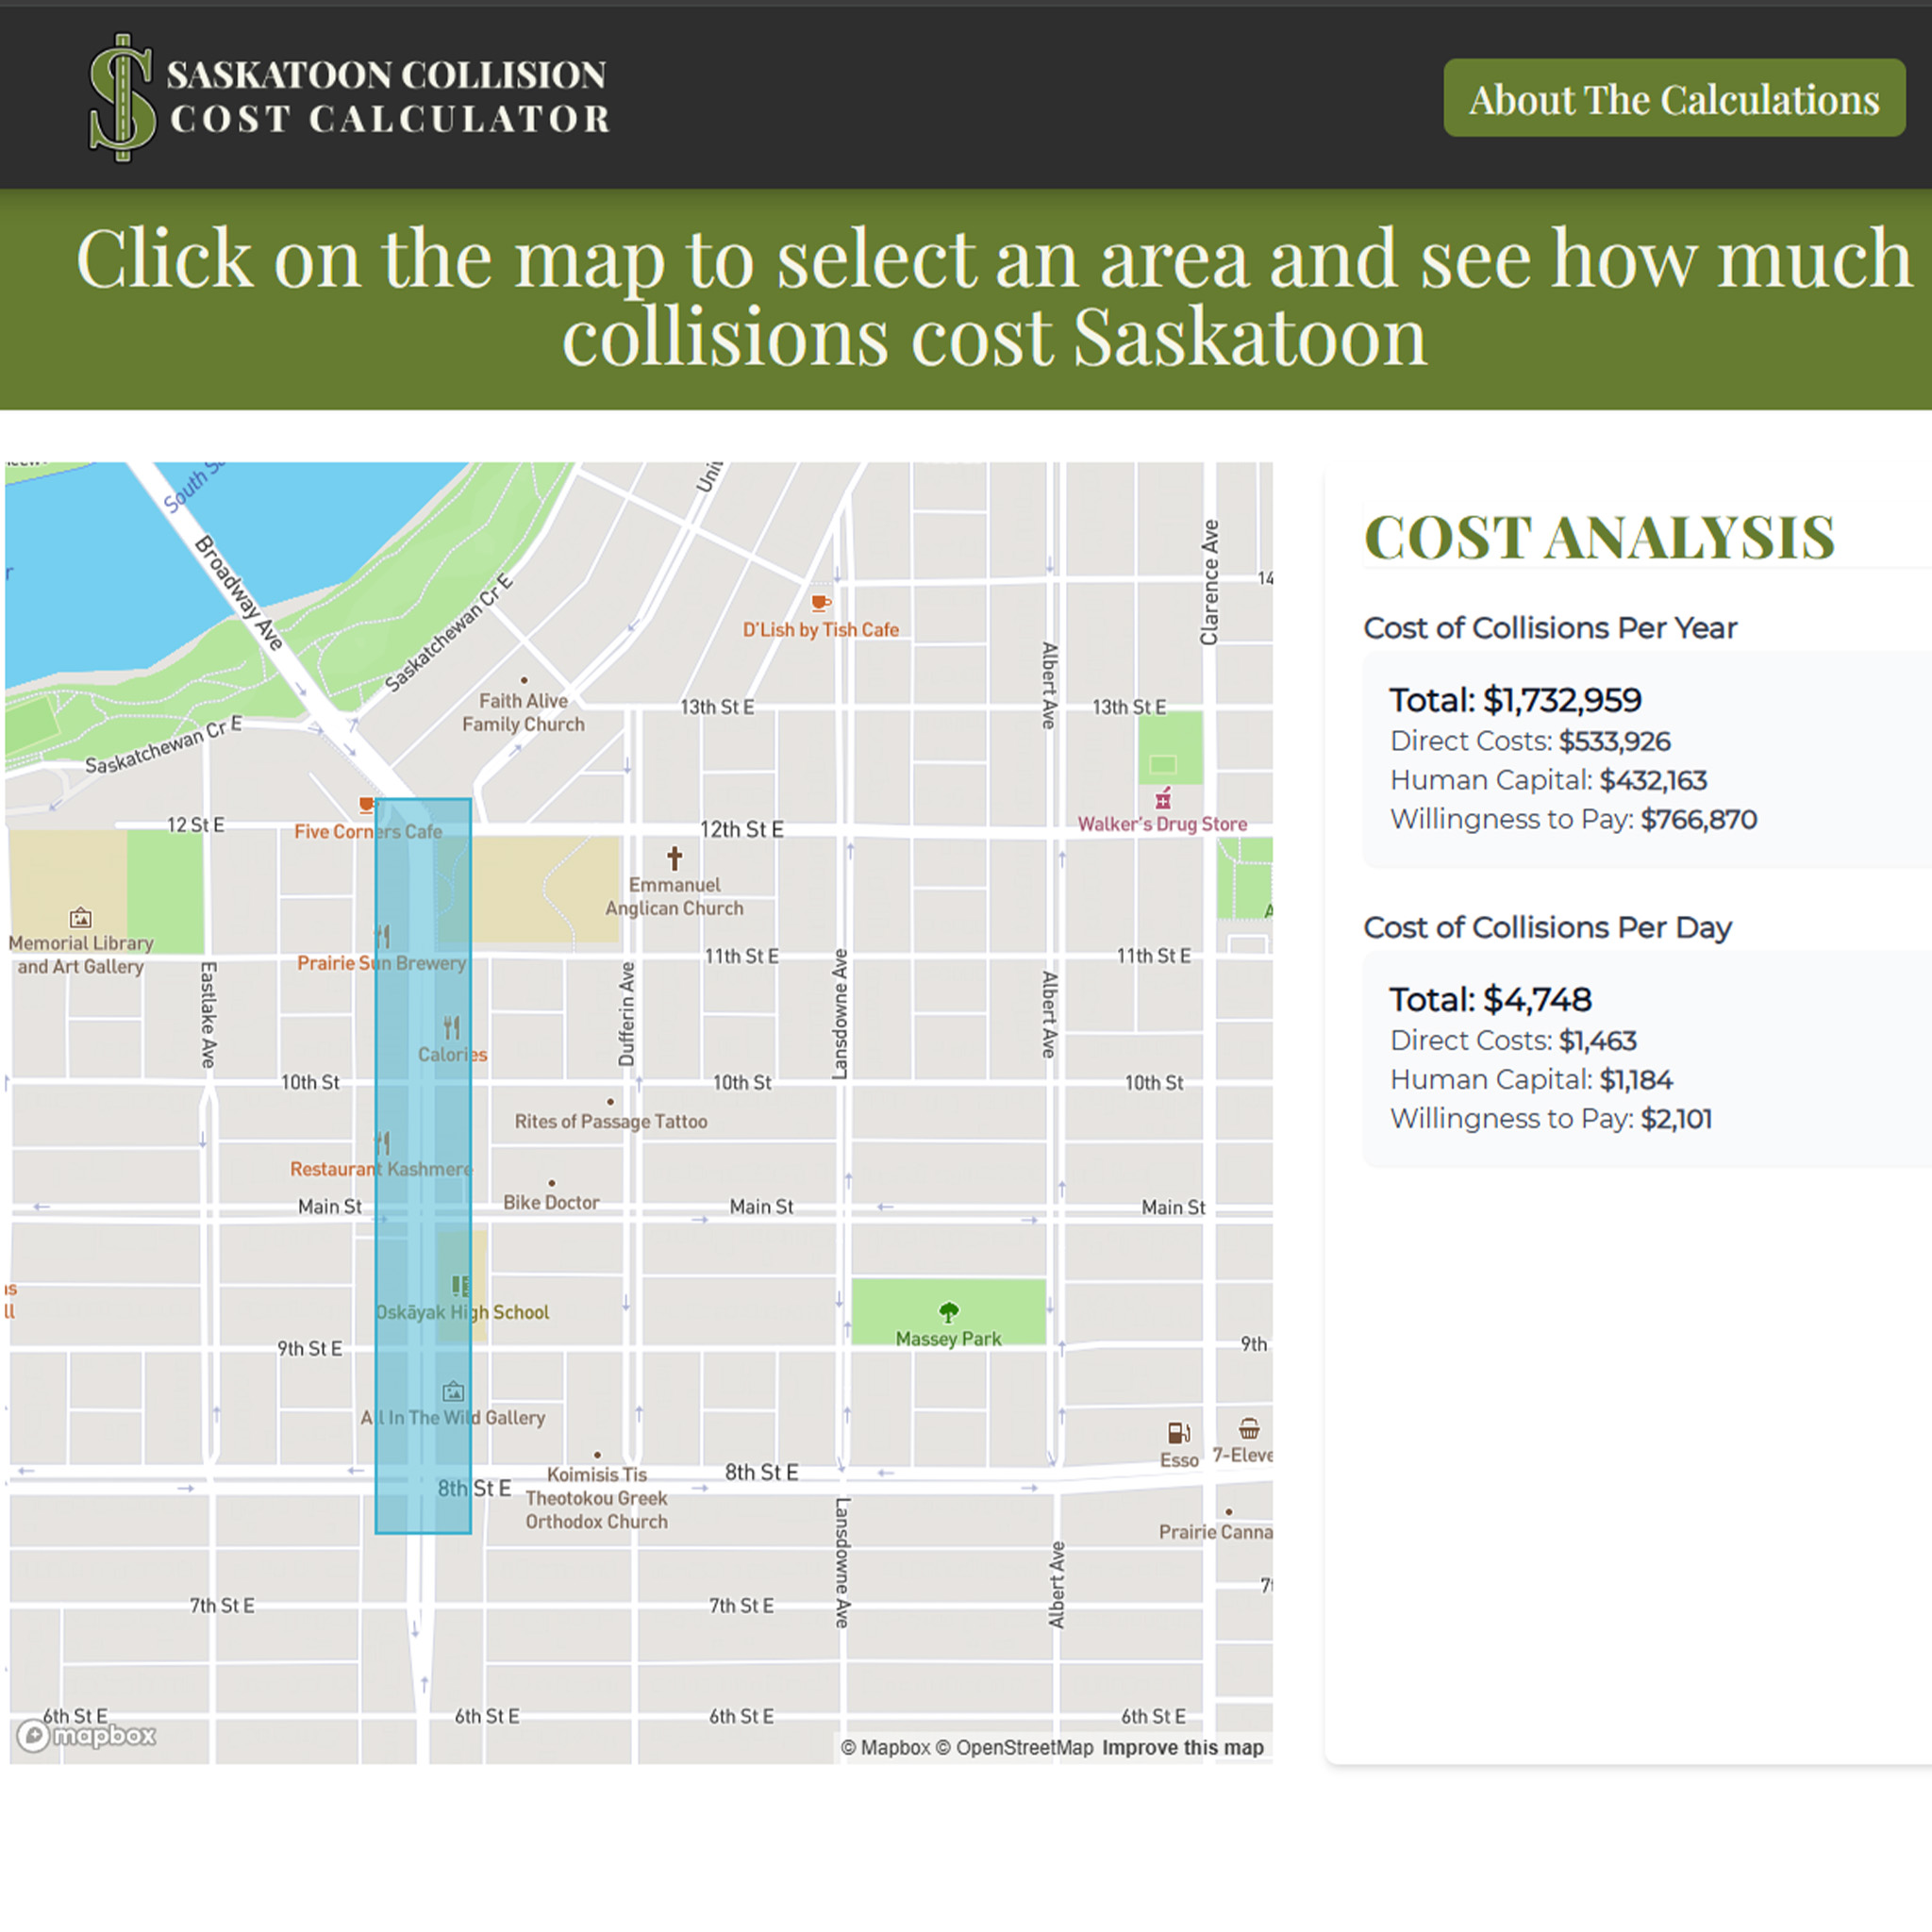 SASKATOON COLLISION
COST CALCULATOR
About The Calculations
Click on the map to select an area and see how much
collisions cost Saskatoon
South
Broadway Ave
Saskatchewan Cr E
Saskatchewan Cr E
Clarence Ave
14
D'Lish by Tish Cafe
Albert Ave
Faith Alive
Family Church
13th St E
13th St E
12 St E
Five Corners Cafe
12th St E
Walker's Drug Store
Emmanuel
Anglican Church
Memorial Library
and Art Gallery
Prairie Sun Brewery
11th St E
11th St E
Eastlake Ave
Dufferin Ave
Lansdowne Ave
Albert Ave
Calories
10th St
10th St
10th St
Rites of Passage Tattoo
Restaurant Kashmere
Main St
Bike Doctor
Main St
Main St
Oskāyak High School
Massey Park
9th St E
9th
All In The Wild Gallery
Esso
7-Eleve
8th St E
8th St E
Koimisis Tis
Theotokou Greek
Orthodox Church
Lansdowne Ave
Albert Ave
Prairie Canna
7th St E
7th St E
6th St E
6th St E
6th St E
6th St E
mapbox
© Mapbox © OpenStreetMap Improve this map
COST ANALYSIS
Cost of Collisions Per Year
Total: $1,732,959
Direct Costs: $533,926
Human Capital: $432,163
Willingness to Pay: $766,870
Cost of Collisions Per Day
Total: $4,748
Direct Costs: $1,463
Human Capital: $1,184
Willingness to Pay: $2,101